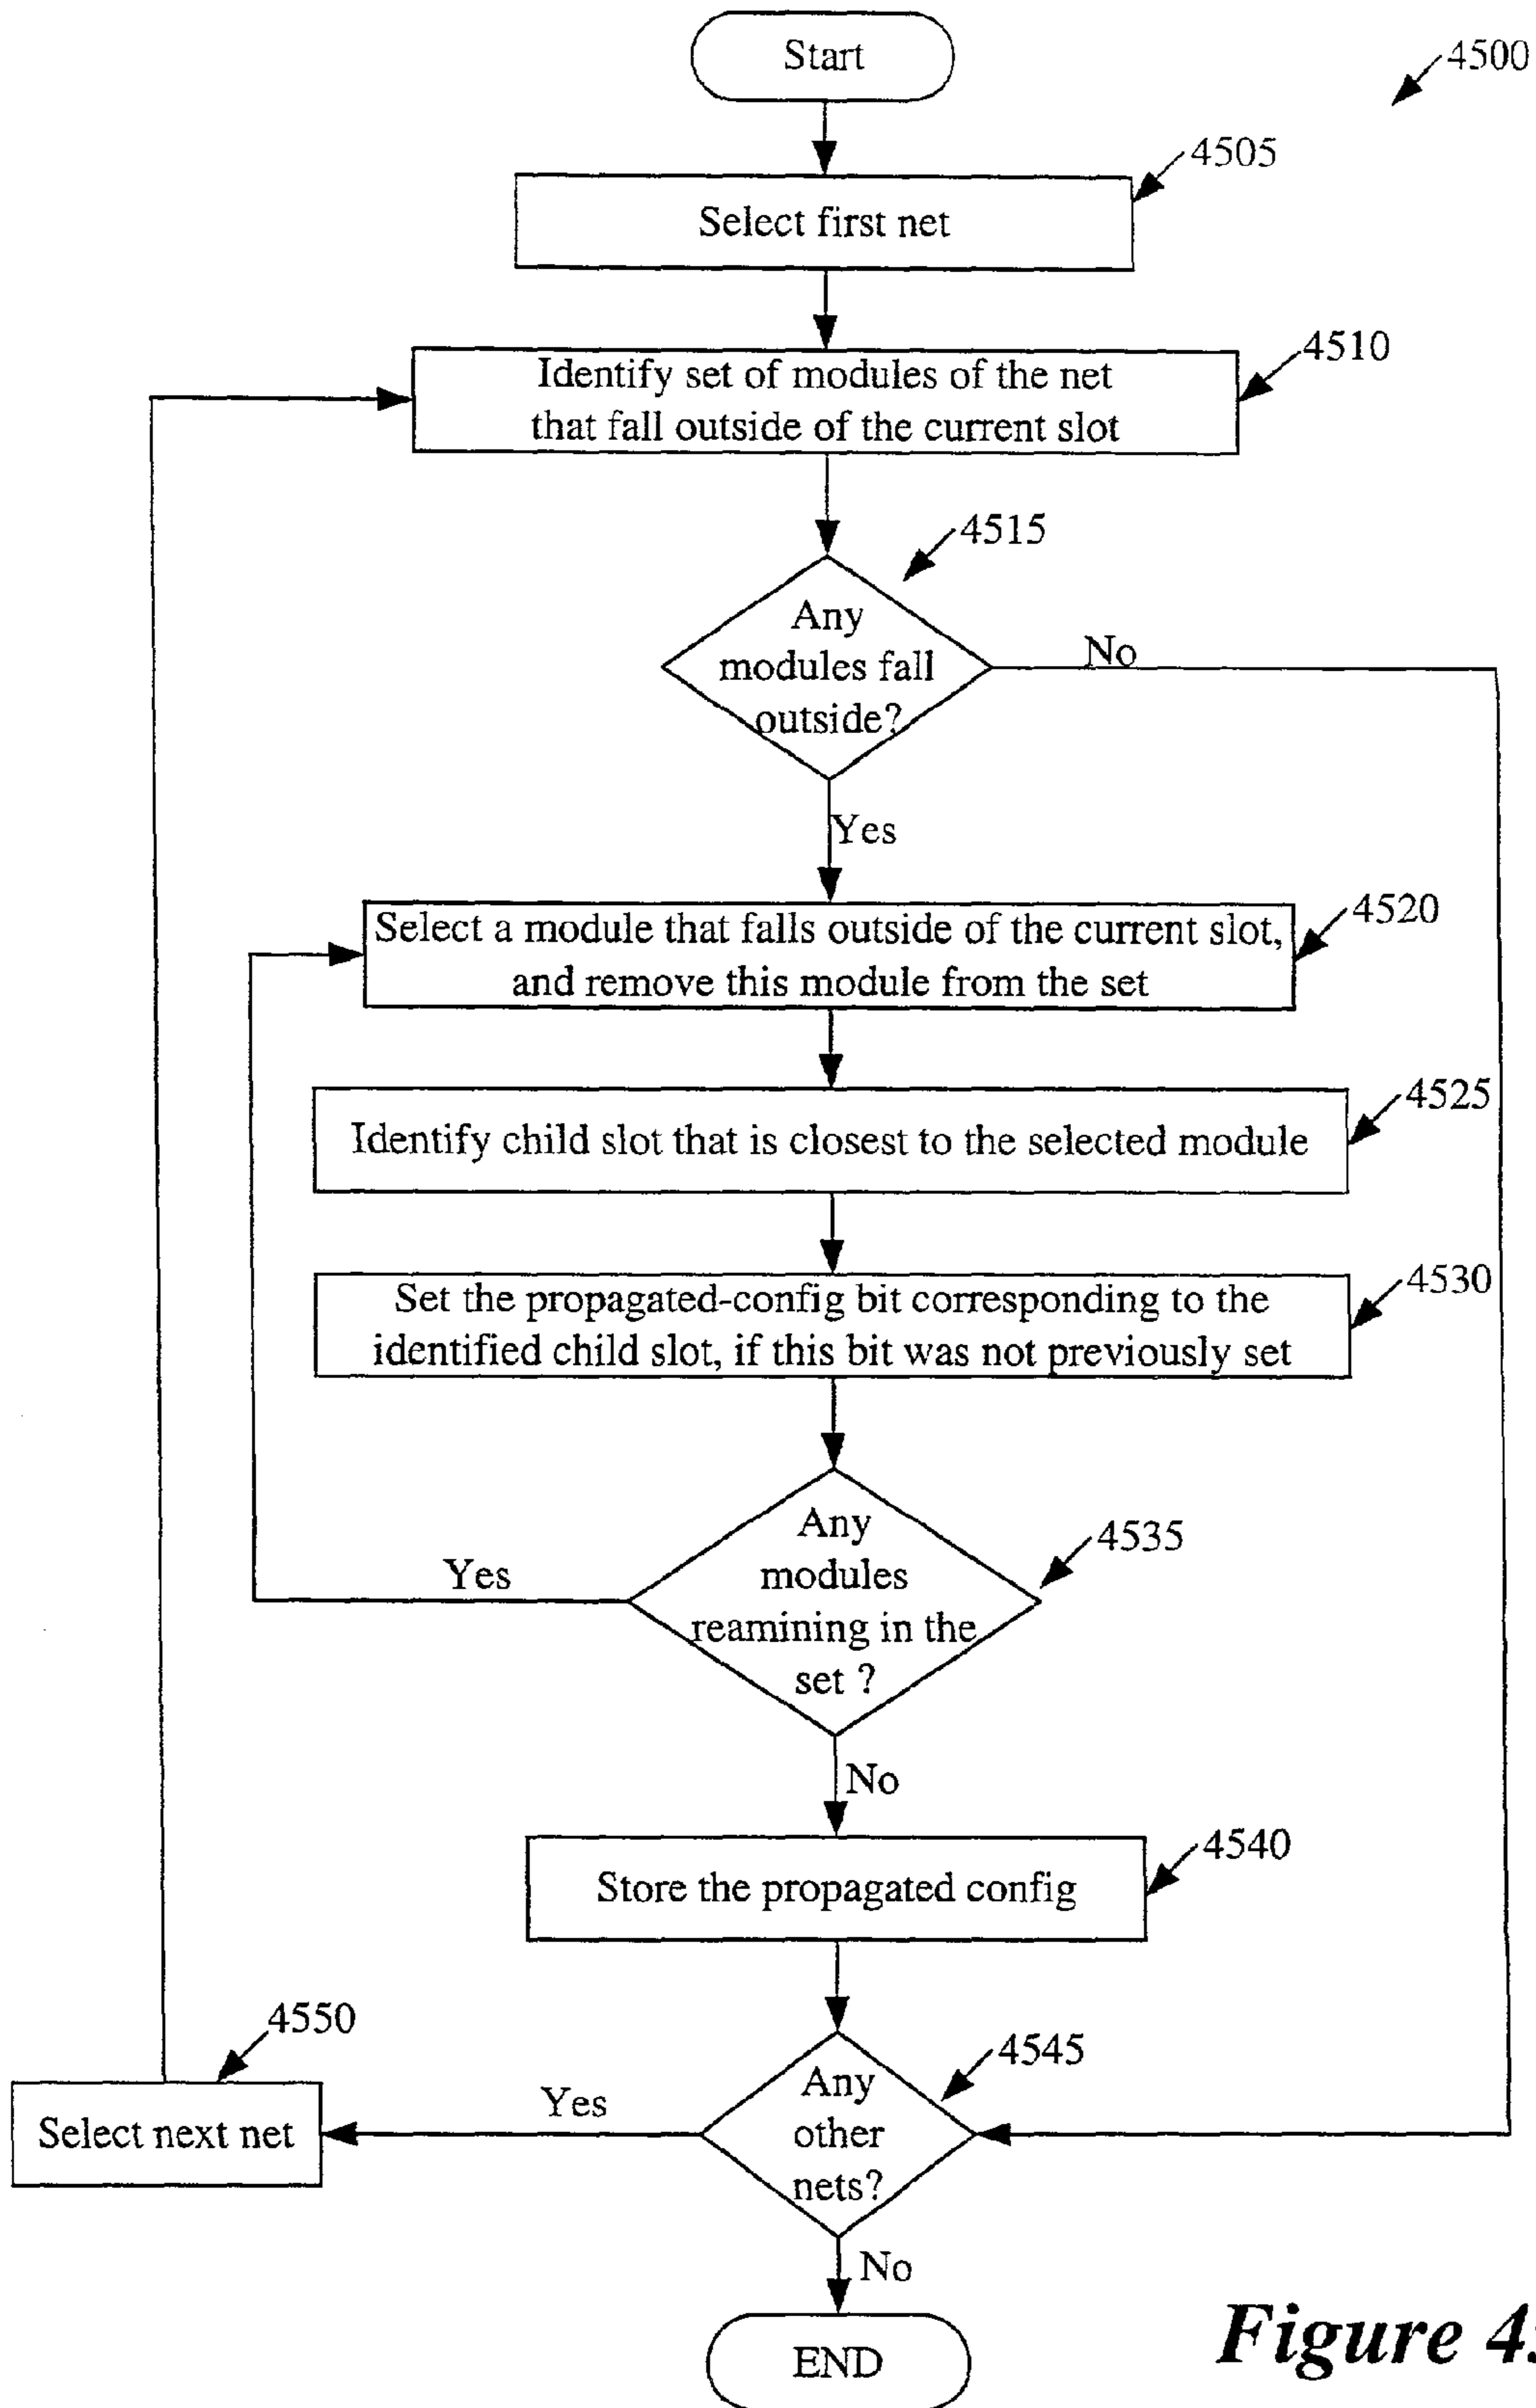 Start
4500
4505
Select first net
4510
Identify set of modules of the net
that fall outside of the current slot
4515
Any
modules fall
outside?
No
Yes
4520
Select a module that falls outside of the current slot,
and remove this module from the set
4525
Identify child slot that is closest to the selected module
4530
Set the propagated-config bit corresponding to the
identified child slot, if this bit was not previously set
4535
Any
modules
reamining in the
set ?
Yes
No
4540
Store the propagated config
4550
4545
Any
other
nets?
Yes
Select next net
No
END
Figure